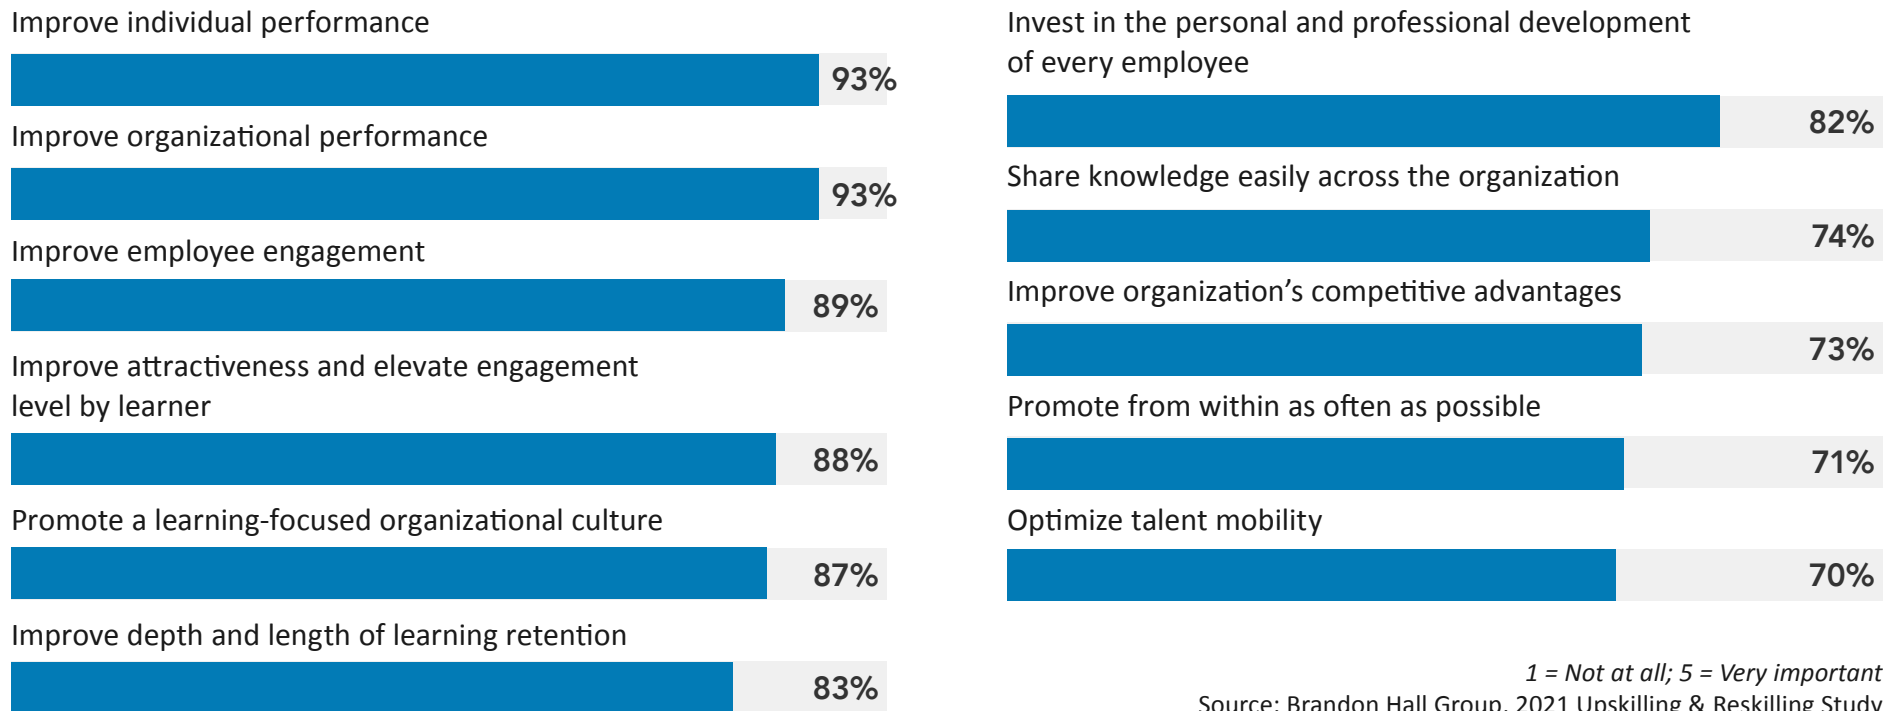 Improve individual performance
93%
Improve organizational performance
93%
Improve employee engagement
89%
Improve attractiveness and elevate engagement
level by learner
88%
Promote a learning-focused organizational culture
87%
Improve depth and length of learning retention
83%
Invest in the personal and professional development
of every employee
82%
Share knowledge easily across the organization
74%
Improve organization’s competitive advantages
73%
Promote from within as often as possible
71%
Optimize talent mobility
70%
1 = Not at all; 5 = Very important
Source: Brandon Hall Group, 2021 Upskilling & Reskilling Study